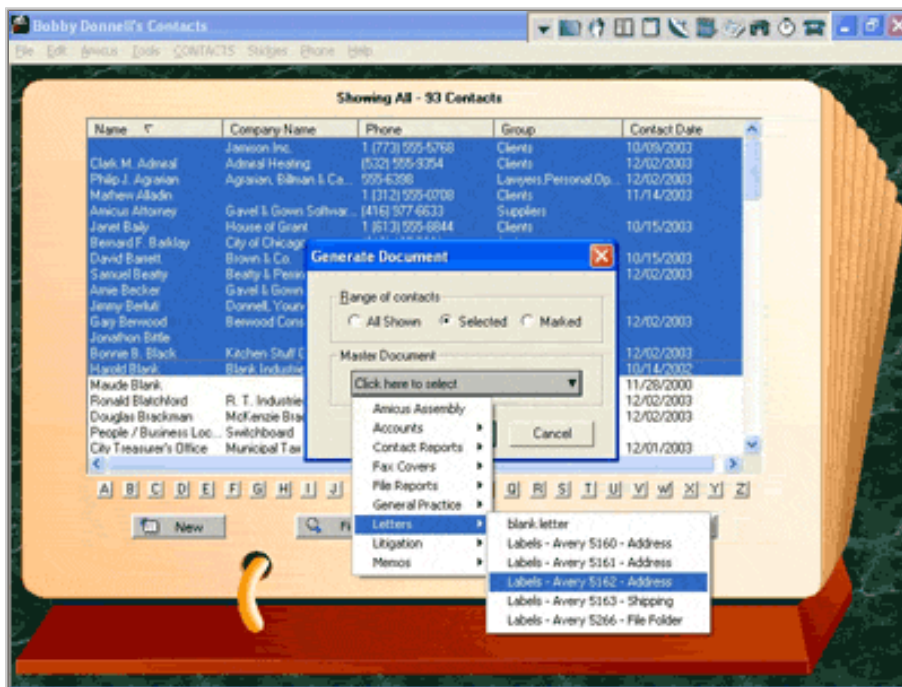 Bobby Donnell's Contacts
File Edit Amicus Tools CONTACTS Stickies Phone Help
Showing All - 93 Contacts
Name Company Name Phone Group Contact Date
Jamison Inc. 1 (773) 555-5768 Clients 10/09/2003
Clark M. Admeal Admeal Heating (532) 555-9354 Clients 12/02/2003
Philip J. Agrarian Agrarian, Billman & Ca... 555-6398 Lawyers,Personal,Op... 12/02/2003
Mathew Alladin 1 (312) 555-0708 Clients 11/14/2003
Amicus Attorney Gavel & Gown Softwar... (416) 977-6633 Suppliers
Janet Baily House of Grant 1 (613) 555-8844 Clients 10/15/2003
Bernard F. Barklay City of Chicago
David Barrett Brown & Co. 10/15/2003
Samuel Beatty Beatty & 12/02/2003
Arnie Becker Gavel & Gown
Jimmy Berluti Donnell, Youn
Gary Berwood Berwood Cons 12/02/2003
Jonathon Bittle
Bonnie B. Black Kitchen Stuff 12/02/2003
Harold Blank Blank Industrie 10/14/2002
Maude Blank 11/28/2000
Ronald Blatchford R. T. Industrie 12/02/2003
Douglas Brackman McKenzie Bra 12/02/2003
People / Business Loc... Switchboard
City Treasurer's Office Municipal Tax 12/01/2003
Generate Document
Range of contacts
All Shown Selected Marked
Master Document
Click here to select
Cancel
Amicus Assembly
Accounts
Contact Reports
Fax Covers
File Reports
General Practice
Letters
Litigation
Memos
blank letter
Labels - Avery 5160 - Address
Labels - Avery 5161 - Address
Labels - Avery 5162 - Address
Labels - Avery 5163 - Shipping
Labels - Avery 5266 - File Folder
A B C D E F G H I J Q R S T U V W X Y Z
New